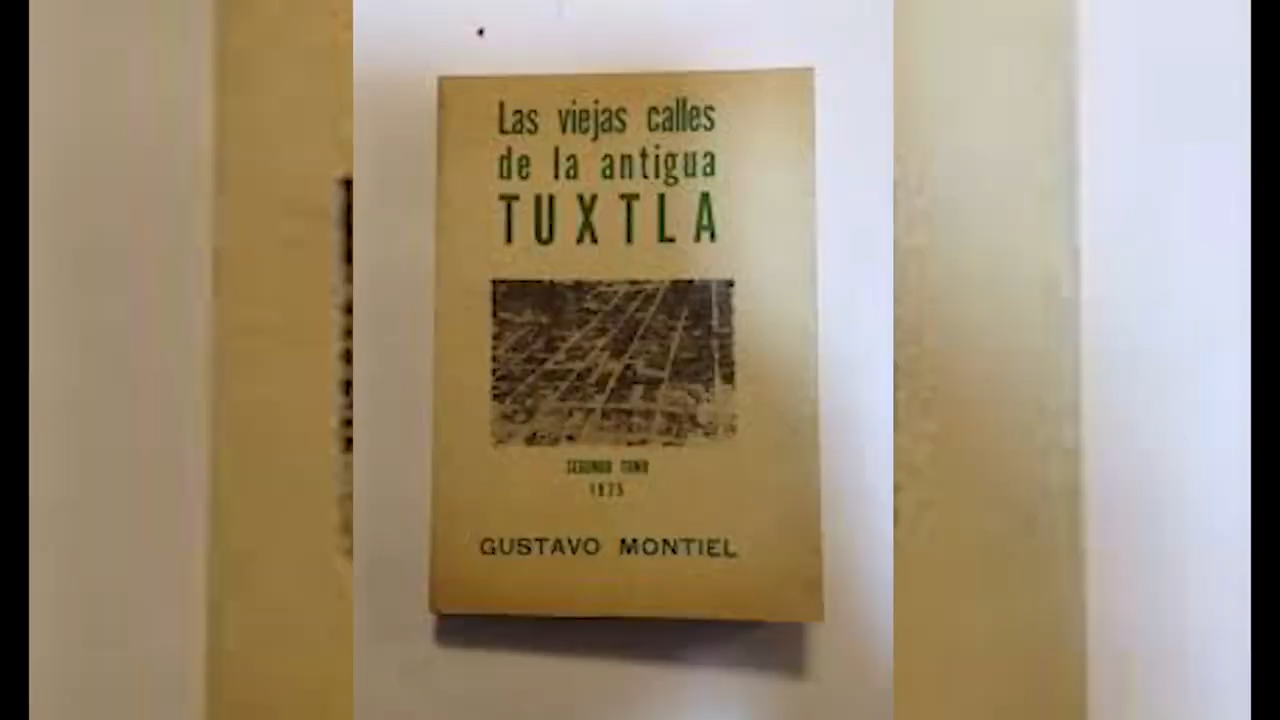 Las viejas calles
de la antigua
TUXTLA
SEGUNDO TOMO
GUSTAVO MONTIEL